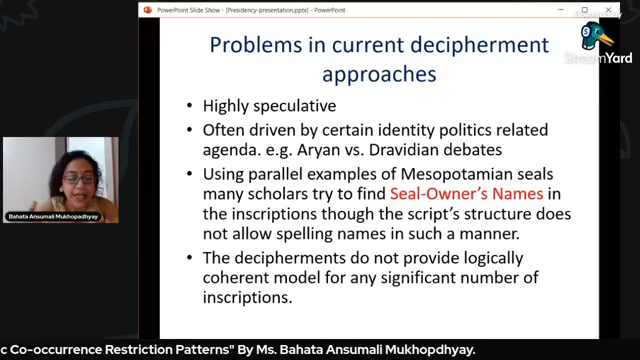 PowerPoint Slide Show - [Presidency-presentation.pptx] - PowerPoint
StreamYard
Problems in current decipherment
approaches
• Highly speculative
• Often driven by certain identity politics related
agenda. e.g. Aryan vs. Dravidian debates
• Using parallel examples of Mesopotamian seals
many scholars try to find Seal-Owner's Names in
the inscriptions though the script's structure does
not allow spelling names in such a manner.
• The decipherments do not provide logically
coherent model for any significant number of
inscriptions.
Bahata Ansumali Mukhopadhyay
c Co-occurrence Restriction Patterns" By Ms. Bahata Ansumali Mukhopdhyay.